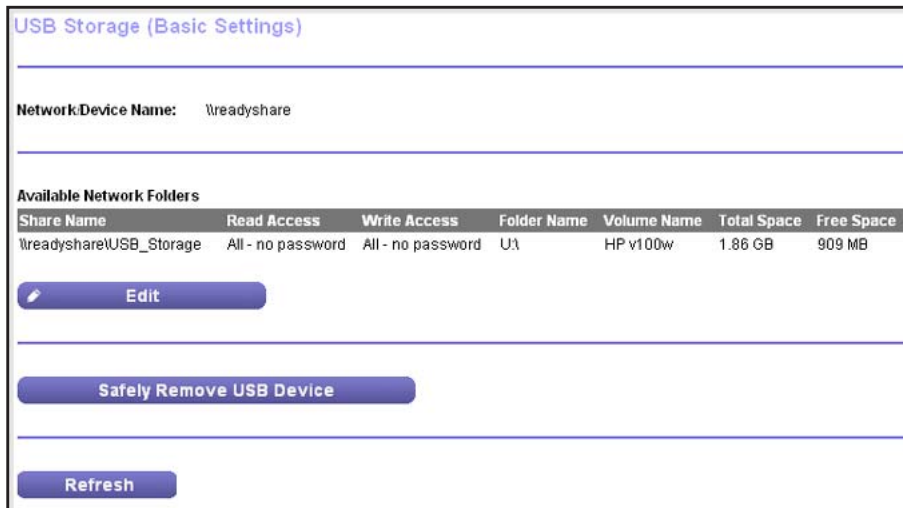 USB Storage (Basic Settings)
Network/Device Name: \\readyshare
Available Network Folders
Share Name Read Access Write Access Folder Name Volume Name Total Space Free Space
\\readyshare\USB_Storage All - no password All - no password U:\ HP v100w 1.86 GB 909 MB
Edit
Safely Remove USB Device
Refresh